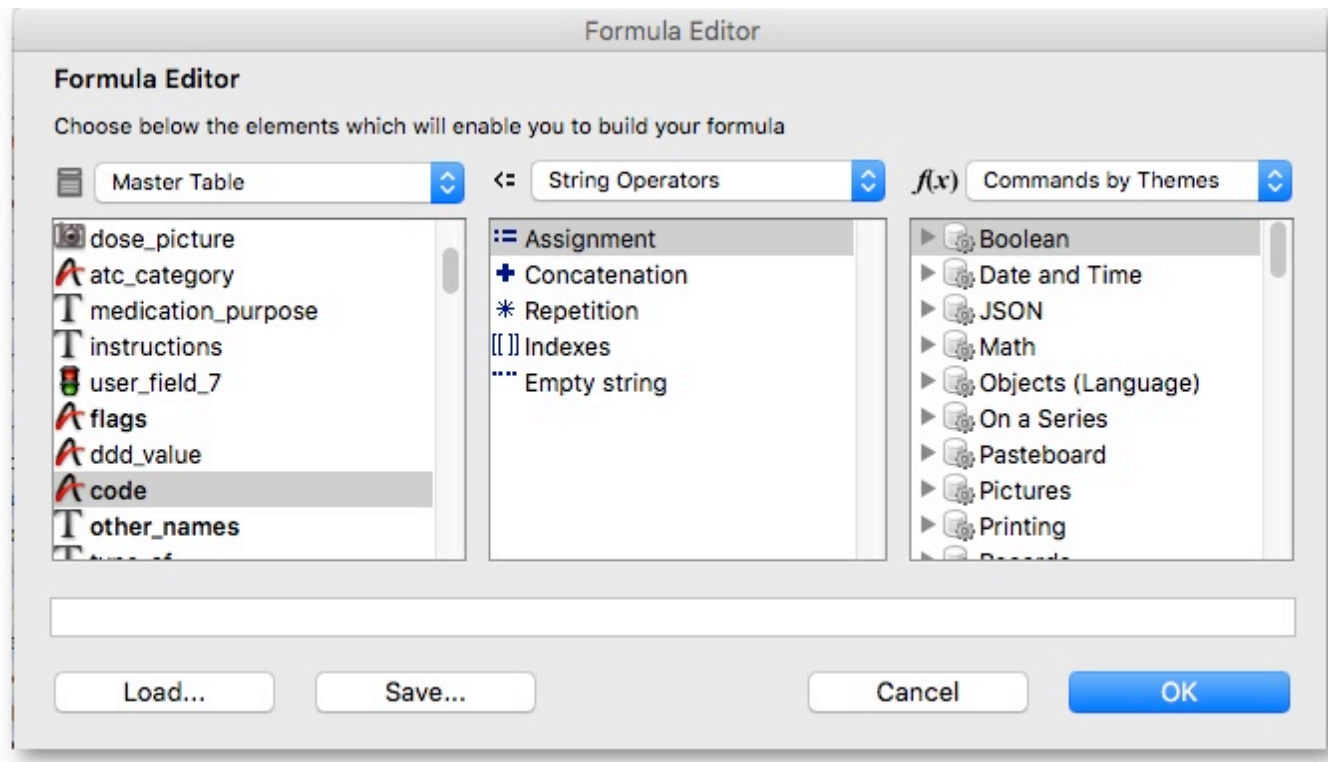 Formula Editor
Formula Editor
Choose below the elements which will enable you to build your formula
Master Table
<= String Operators
f(x) Commands by Themes
dose_picture
atc_category
medication_purpose
instructions
user_field_7
flags
ddd_value
code
other_names
:= Assignment
+ Concatenation
* Repetition
[[ ]] Indexes
"" Empty string
Boolean
Date and Time
JSON
Math
Objects (Language)
On a Series
Pasteboard
Pictures
Printing
Load...
Save...
Cancel
OK